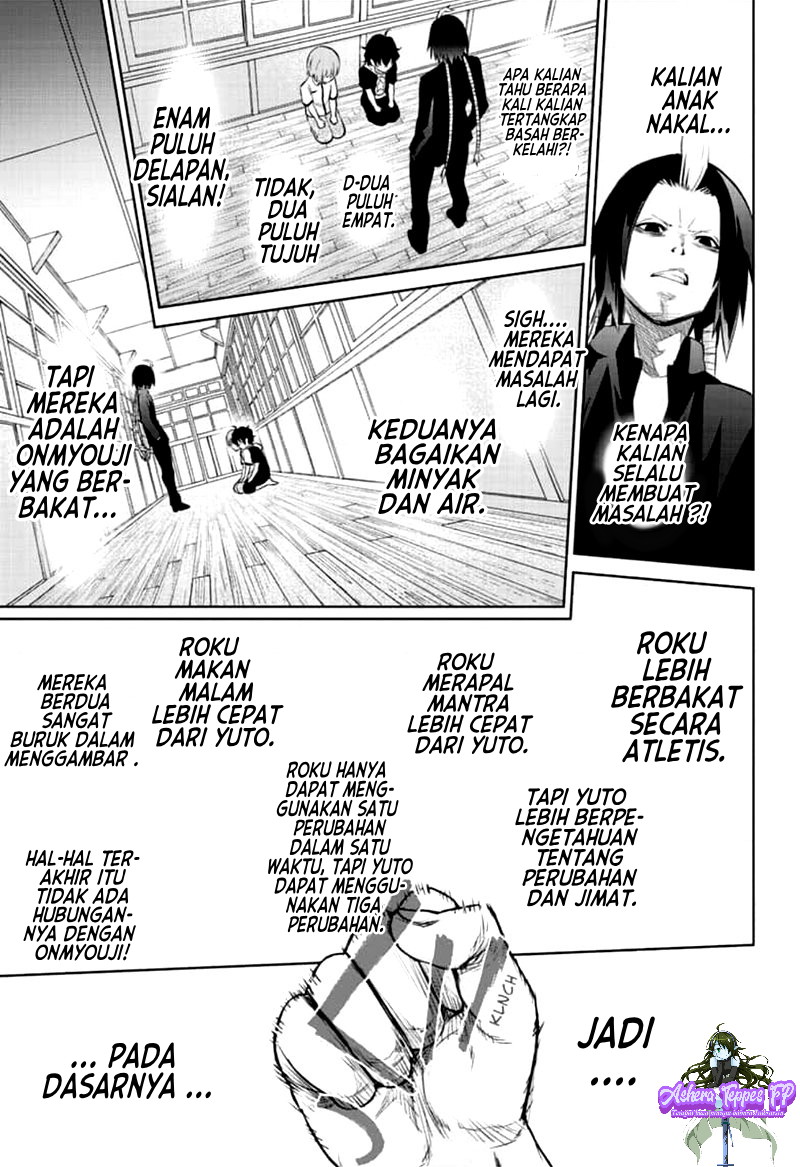 KALIAN
ANAK
NAKAL...
KENAPA
KALIAN
SELALU
MEMBUAT
MASALAH ?!
APA KALIAN
TAHU BERAPA
KALI KALIAN
TERTANGKAP
BASAH BER-
KELAHI?!
D-DUA
PULUH
EMPAT.
TIDAK,
DUA
PULUH
TUJUH
ENAM
PULUH
DELAPAN,
SIALAN!
SIGH....
MEREKA
MENDAPAT
MASALAH
LAGI.
KEDUANYA
BAGAIKAN
MINYAK
DAN AIR.
TAPI
MEREKA
ADALAH
ONMYOUJI
YANG BER-
BAKAT...
ROKU
LEBIH
BERBAKAT
SECARA
ATLETIS.
TAPI YUTO
LEBIH BERPE-
NGETAHUAN
TENTANG
PERUBAHAN
DAN JIMAT.
ROKU
MERAPAL
MANTRA
LEBIH CEPAT
DARI YUTO.
ROKU HANYA
DAPAT MENG-
GUNAKAN SATU
PERUBAHAN
DALAM SATU
WAKTU, TAPI YUTO
DAPAT MENGGU-
NAKAN TIGA
PERUBAHAN.
ROKU
MAKAN
MALAM
LEBIH CEPAT
DARI YUTO.
MEREKA
BERDUA
SANGAT
BURUK DALAM
MENGGAMBAR .
HAL-HAL TER-
AKHIR ITU
TIDAK ADA
HUBUNGAN-
NYA DENGAN
ONMYOUJI!
KLNCH
JADI
....
... PADA
DASARNYA ...
Ashera Teppes FP